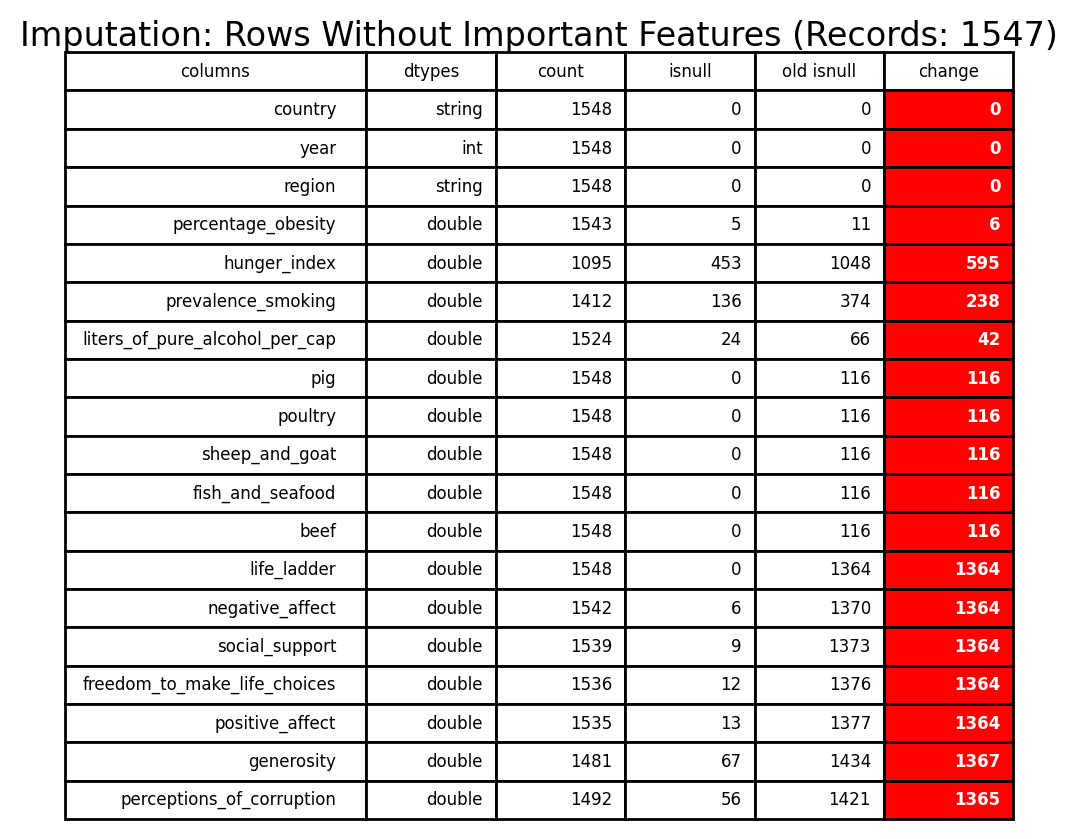 Imputation: Rows Without Important Features (Records: 1547)
columns dtypes count isnull old isnull change
country string 1548 0 0 0
year int 1548 0 0 0
region string 1548 0 0 0
percentage_obesity double 1543 5 11 6
hunger_index double 1095 453 1048 595
prevalence_smoking double 1412 136 374 238
liters_of_pure_alcohol_per_cap double 1524 24 66 42
pig double 1548 0 116 116
poultry double 1548 0 116 116
sheep_and_goat double 1548 0 116 116
fish_and_seafood double 1548 0 116 116
beef double 1548 0 116 116
life_ladder double 1548 0 1364 1364
negative_affect double 1542 6 1370 1364
social_support double 1539 9 1373 1364
freedom_to_make_life_choices double 1536 12 1376 1364
positive_affect double 1535 13 1377 1364
generosity double 1481 67 1434 1367
perceptions_of_corruption double 1492 56 1421 1365